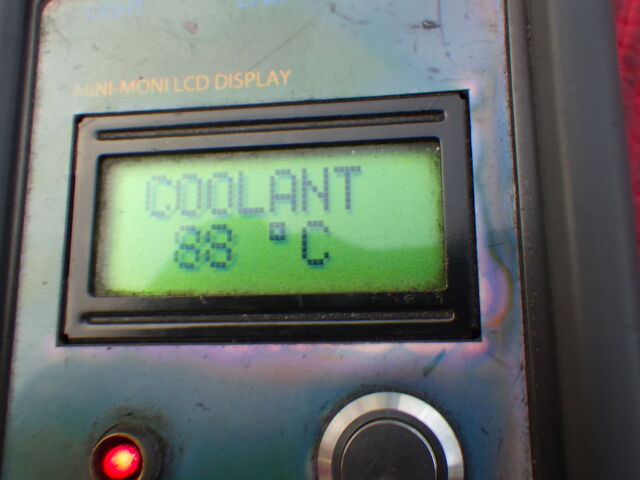 MINI-MONI LCD DISPLAY
COOLANT
88 °C